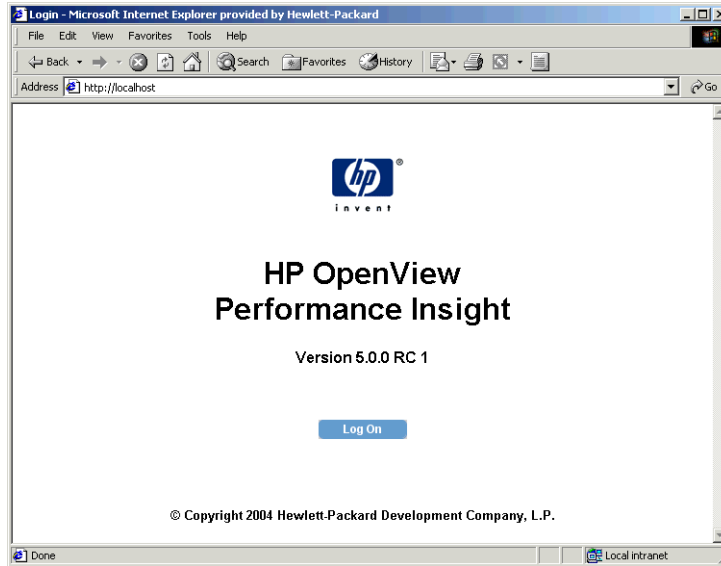 Login - Microsoft Internet Explorer provided by Hewlett-Packard
File Edit View Favorites Tools Help
Back Search Favorites History
Address http://localhost Go
hp ®
invent
HP OpenView
Performance Insight
Version 5.0.0 RC 1
Log On
© Copyright 2004 Hewlett-Packard Development Company, L.P.
Done Local intranet